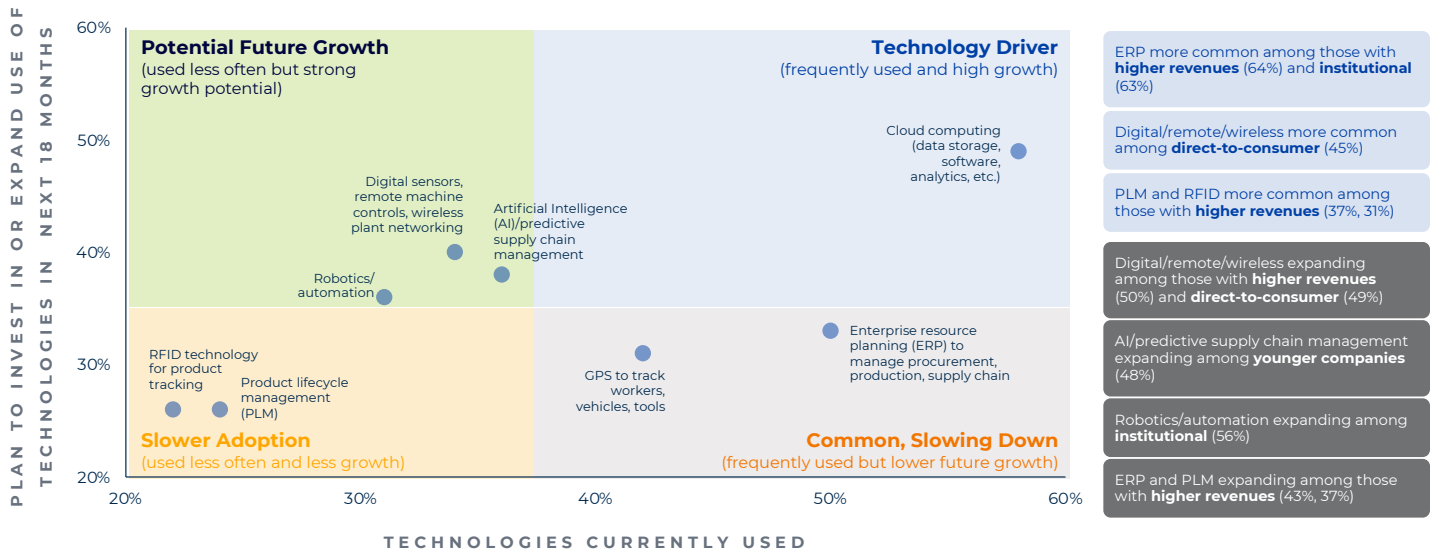 PLAN TO INVEST IN OR EXPAND USE OF
TECHNOLOGIES IN NEXT 18 MONTHS
60%
50%
40%
30%
20%
Potential Future Growth
(used less often but strong
growth potential)
Technology Driver
(frequently used and high growth)
Cloud computing
(data storage,
software,
analytics, etc.)
Digital sensors,
remote machine
controls, wireless
plant networking
Artificial Intelligence
(AI)/predictive
supply chain
management
Robotics/
automation
RFID technology
for product
tracking
Product lifecycle
management
(PLM)
GPS to track
workers,
vehicles, tools
Enterprise resource
planning (ERP) to
manage procurement,
production, supply chain
Slower Adoption
(used less often and less growth)
Common, Slowing Down
(frequently used but lower future growth)
20%
30%
40%
50%
60%
TECHNOLOGIES CURRENTLY USED
ERP more common among those with
higher revenues (64%) and institutional
(63%)
Digital/remote/wireless more common
among direct-to-consumer (45%)
PLM and RFID more common among
those with higher revenues (37%, 31%)
Digital/remote/wireless expanding
among those with higher revenues
(50%) and direct-to-consumer (49%)
AI/predictive supply chain management
expanding among younger companies
(48%)
Robotics/automation expanding among
institutional (56%)
ERP and PLM expanding among those
with higher revenues (43%, 37%)